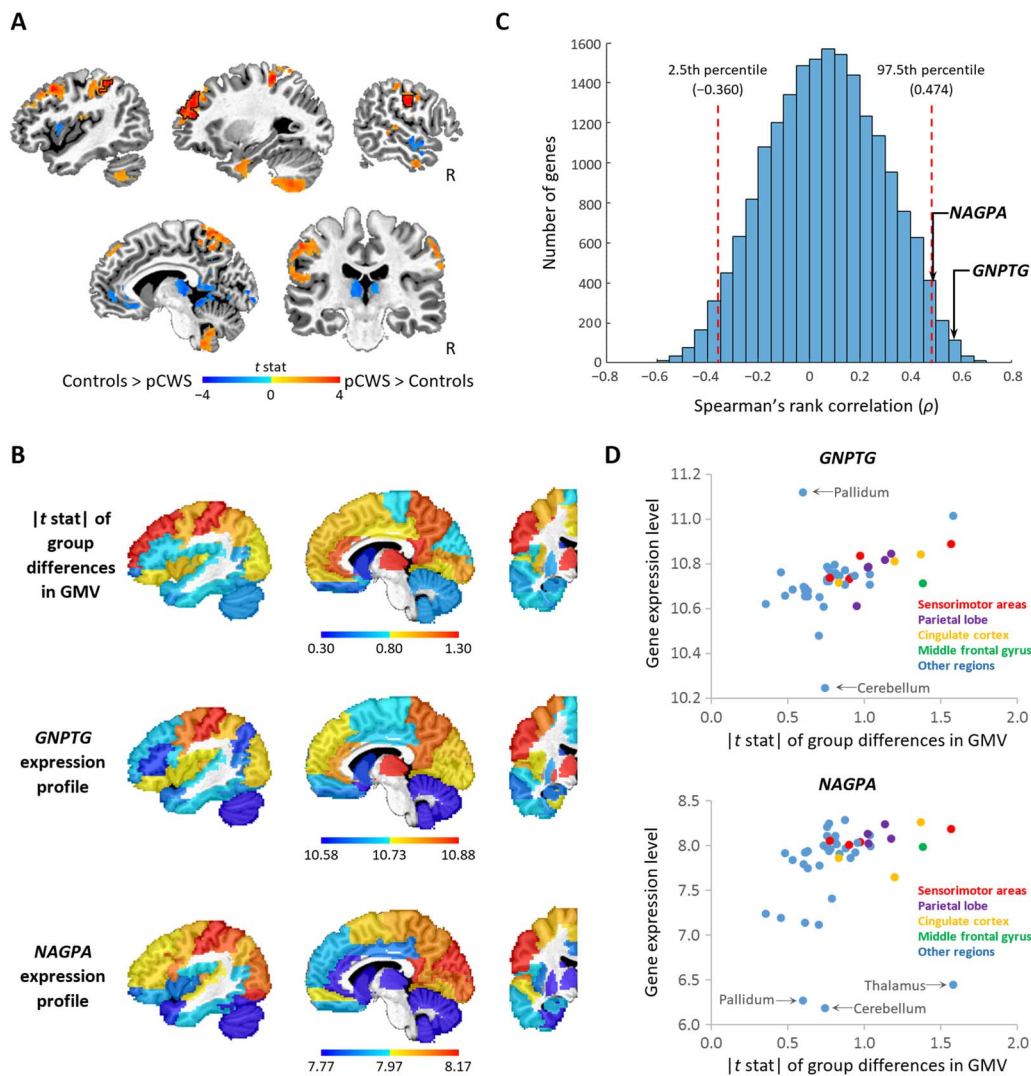 A
R
R
t stat
Controls > pCWS
pCWS > Controls
−4
0
4
C
1600
1400
1200
1000
800
600
400
200
0
Number of genes
2.5th percentile
(−0.360)
97.5th percentile
(0.474)
NAGPA
GNPTG
−0.8
−0.6
−0.4
−0.2
0
0.2
0.4
0.6
0.8
Spearman's rank correlation (ρ)
B
|t stat| of
group
differences
in GMV
0.30
0.80
1.30
GNPTG
expression
profile
10.58
10.73
10.88
NAGPA
expression
profile
7.77
7.97
8.17
D
GNPTG
11.2
11.0
10.8
10.6
10.4
10.2
Gene expression level
Pallidum
Cerebellum
Sensorimotor areas
Parietal lobe
Cingulate cortex
Middle frontal gyrus
Other regions
0.0
0.5
1.0
1.5
2.0
|t stat| of group differences in GMV
NAGPA
8.5
8.0
7.5
7.0
6.5
6.0
Gene expression level
Sensorimotor areas
Parietal lobe
Cingulate cortex
Middle frontal gyrus
Other regions
Thalamus
Pallidum
Cerebellum
0.0
0.5
1.0
1.5
2.0
|t stat| of group differences in GMV